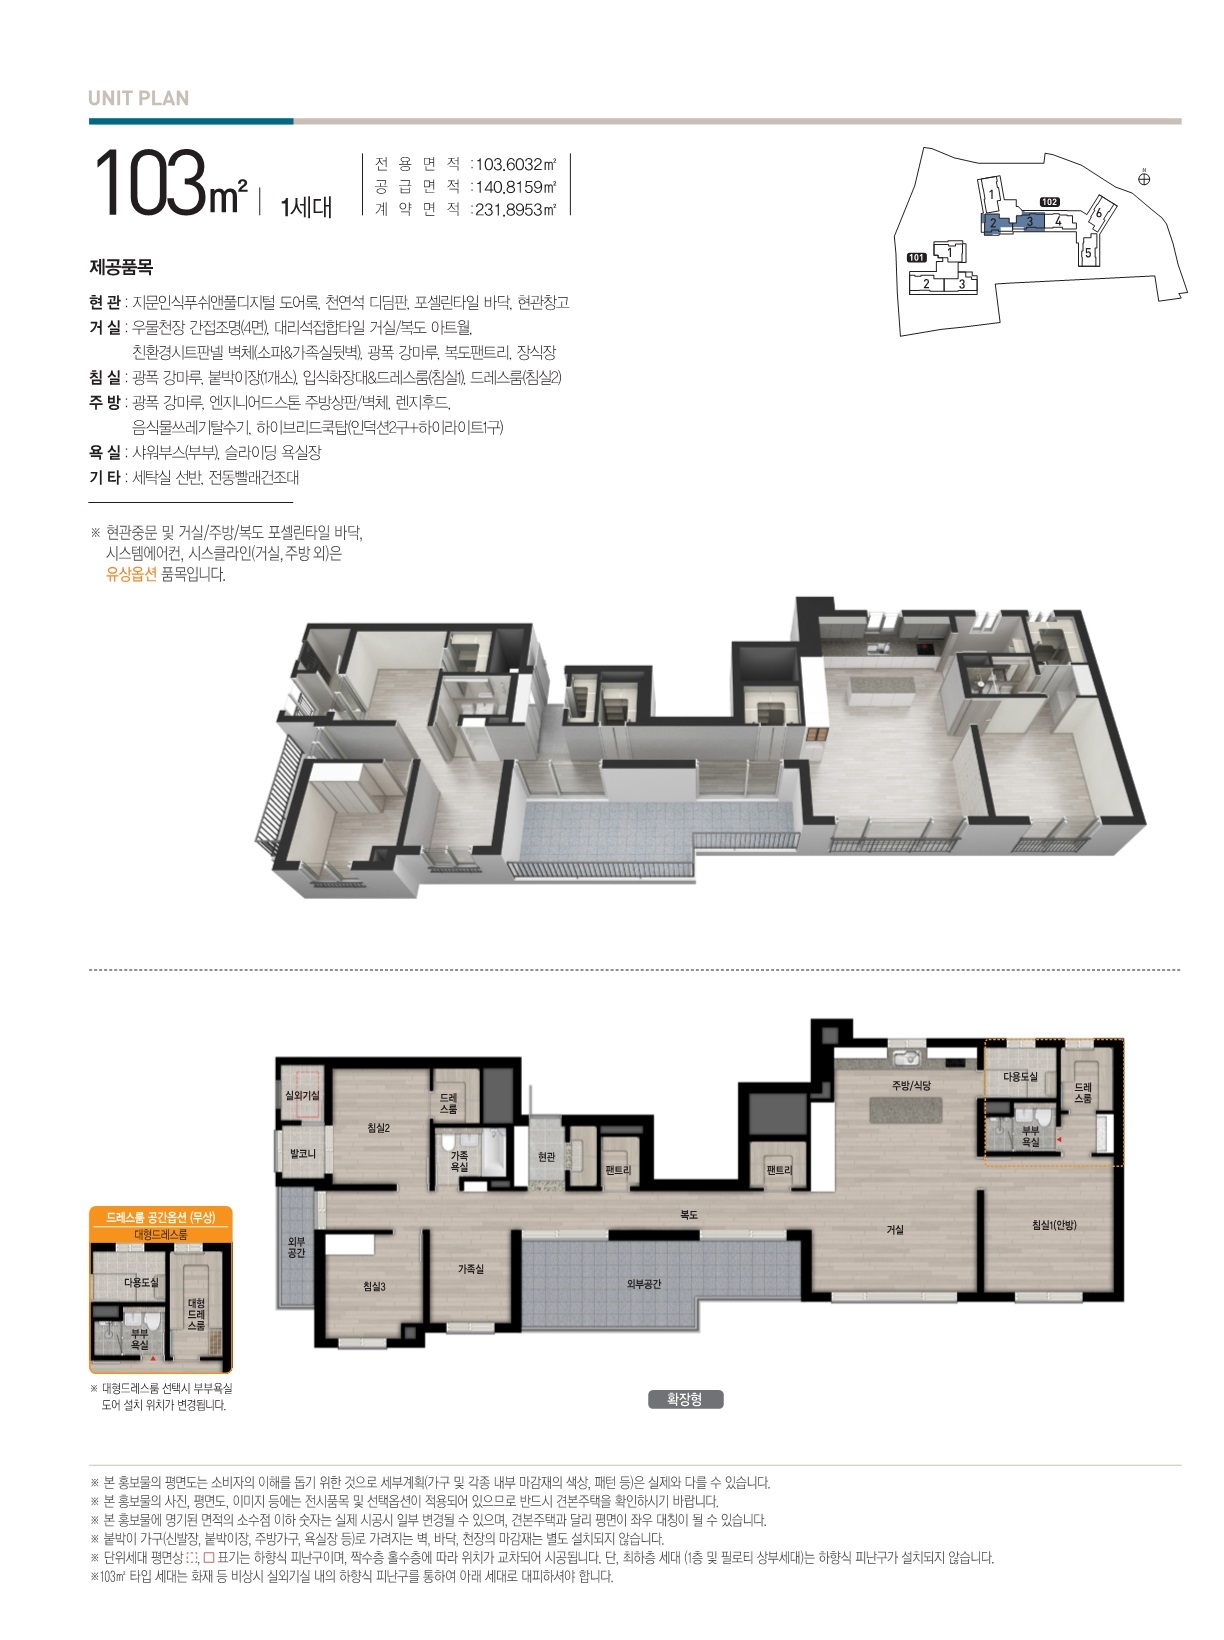 UNIT PLAN
103m² 1세대
전 용 면 적 : 103.6032㎡
공 급 면 적 : 140.8159㎡
계 약 면 적 : 231.8953㎡
N
102
1
2
3
4
5
6
101
1
2
3
제공품목
현 관 : 지문인식푸쉬앤풀디지털 도어록, 천연석 디딤판, 포셀린타일 바닥, 현관창고
거 실 : 우물천장 간접조명(4면), 대리석접합타일 거실/복도 아트월,
친환경시트판넬 벽체(소파&가족실뒷벽), 광폭 강마루, 복도팬트리, 장식장
침 실 : 광폭 강마루, 붙박이장(1개소), 입식화장대&드레스룸(침실1), 드레스룸(침실2)
주 방 : 광폭 강마루, 엔지니어드스톤 주방상판/벽체, 렌지후드,
음식물쓰레기탈수기, 하이브리드쿡탑(인덕션2구+하이라이트1구)
욕 실 : 샤워부스(부부), 슬라이딩 욕실장
기 타 : 세탁실 선반, 전동빨래건조대
※ 현관중문 및 거실/주방/복도 포셀린타일 바닥,
시스템에어컨, 시스클라인(거실, 주방 외)은
유상옵션 품목입니다.
실외기실
발코니
침실2
드레
스룸
가족
욕실
현관
팬트리
팬트리
주방/식당
다용도실
드레
스룸
부부
욕실
외부
공간
복도
거실
침실1(안방)
침실3
가족실
외부공간
드레스룸 공간옵션 (무상)
대형드레스룸
다용도실
대형
드레
스룸
부부
욕실
※ 대형드레스룸 선택시 부부욕실
도어 설치 위치가 변경됩니다.
확장형
※ 본 홍보물의 평면도는 소비자의 이해를 돕기 위한 것으로 세부계획(가구 및 각종 내부 마감재의 색상, 패턴 등)은 실제와 다를 수 있습니다.
※ 본 홍보물의 사진, 평면도, 이미지 등에는 전시품목 및 선택옵션이 적용되어 있으므로 반드시 견본주택을 확인하시기 바랍니다.
※ 본 홍보물에 명기된 면적의 소수점 이하 숫자는 실제 시공시 일부 변경될 수 있으며, 견본주택과 달리 평면이 좌우 대칭이 될 수 있습니다.
※ 붙박이 가구(신발장, 붙박이장, 주방가구, 욕실장 등)로 가려지는 벽, 바닥, 천장의 마감재는 별도 설치되지 않습니다.
※ 단위세대 평면상 ⬚, □ 표기는 하향식 피난구이며, 짝수층 홀수층에 따라 위치가 교차되어 시공됩니다. 단, 최하층 세대 (1층 및 필로티 상부세대)는 하향식 피난구가 설치되지 않습니다.
※103㎡ 타입 세대는 화재 등 비상시 실외기실 내의 하향식 피난구를 통하여 아래 세대로 대피하셔야 합니다.